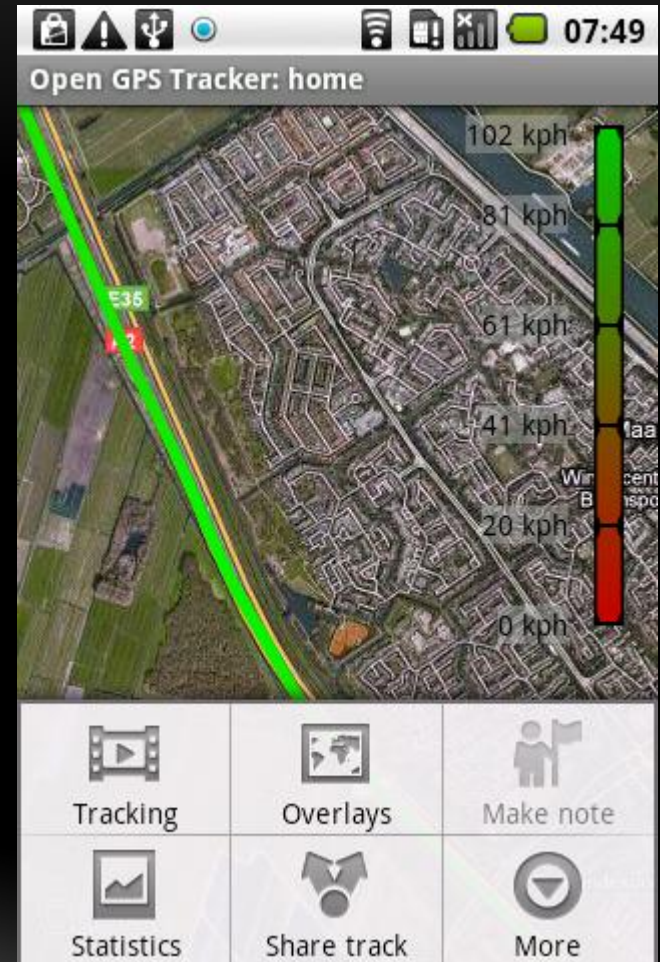 07:49
Open GPS Tracker: home
102 kph
81 kph
E35
61 kph
41 kph
20 kph
0 kph
Tracking
Overlays
Make note
Statistics
Share track
More